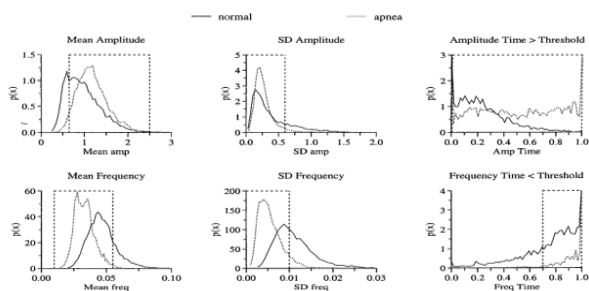 normal apnea
Mean Amplitude SD Amplitude Amplitude Time > Threshold
p(x) 1.5 1.0 0.5 0.0
0 1 2 3
Mean amp
p(x) 5 4 3 2 1 0
0.0 0.5 1.0 1.5 2.0
SD amp
p(x) 3 2 1 0
0.0 0.2 0.4 0.6 0.8 1.0
Amp Time
Mean Frequency SD Frequency Frequency Time < Threshold
p(x) 60 40 20 0
0.00 0.05 0.10
Mean freq
p(x) 200 150 100 50 0
0.00 0.01 0.02 0.03
SD freq
p(x) 4 3 2 1 0
0.0 0.2 0.4 0.6 0.8 1.0
Freq Time